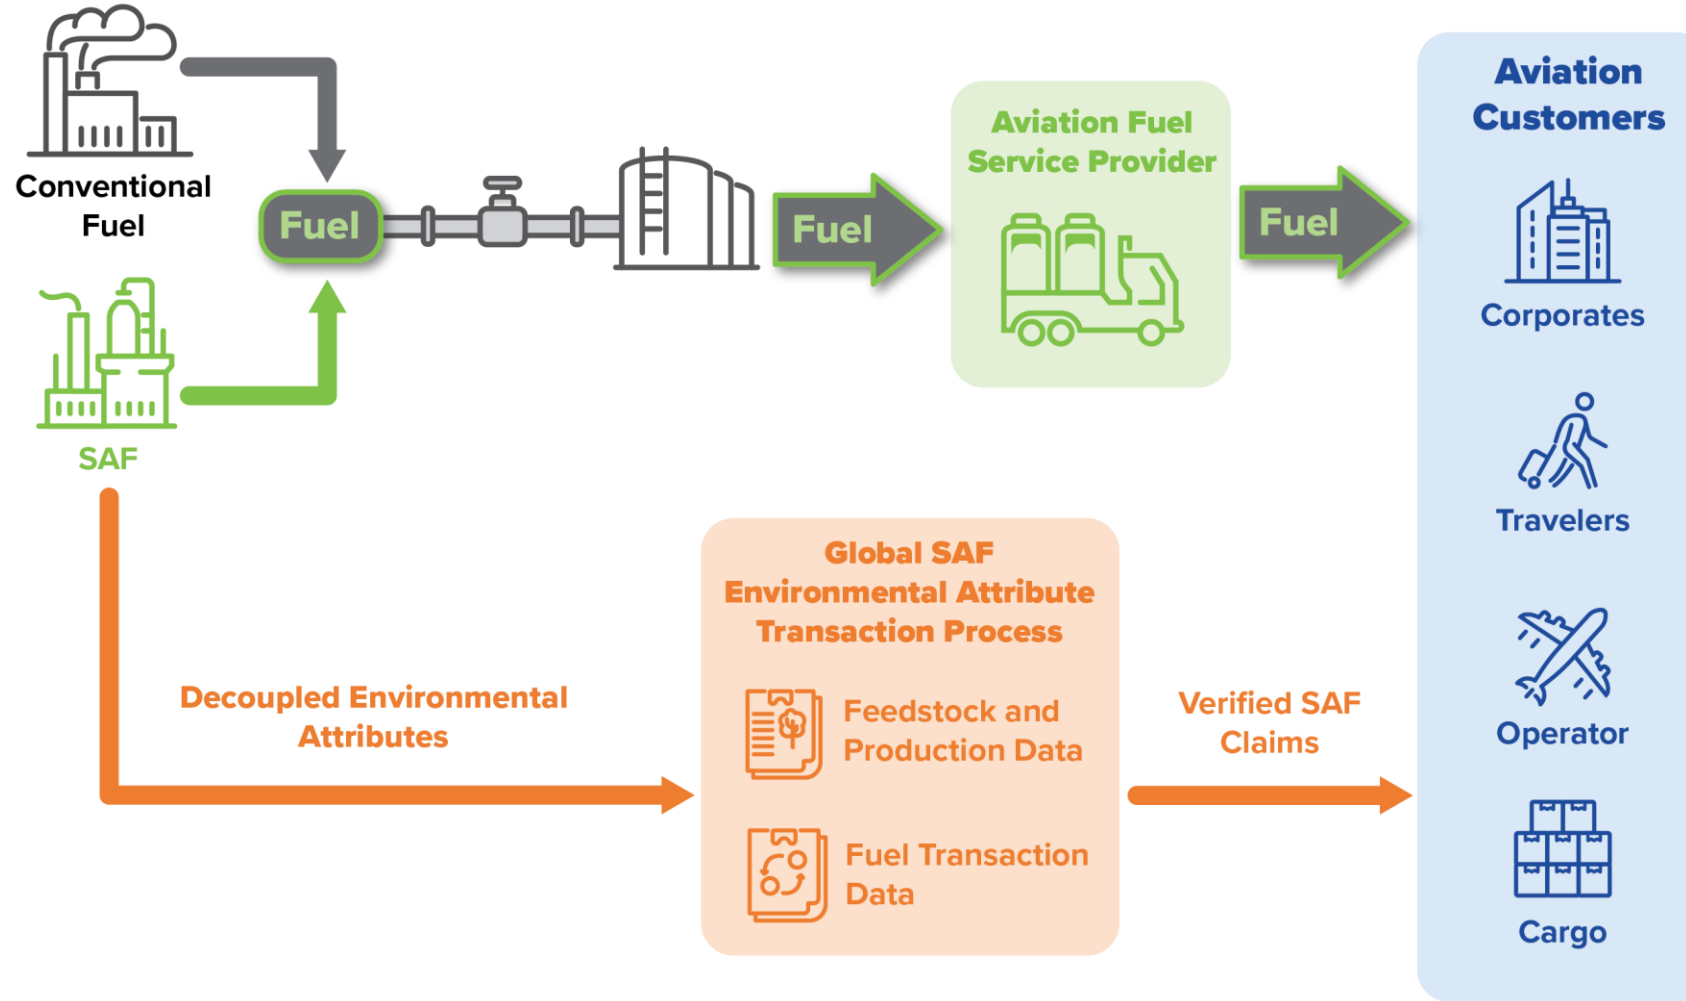 Conventional
Fuel
SAF
Fuel
Fuel
Aviation Fuel
Service Provider
Fuel
Aviation
Customers
Corporates
Travelers
Operator
Cargo
Decoupled Environmental
Attributes
Global SAF
Environmental Attribute
Transaction Process
Feedstock and
Production Data
Fuel Transaction
Data
Verified SAF
Claims